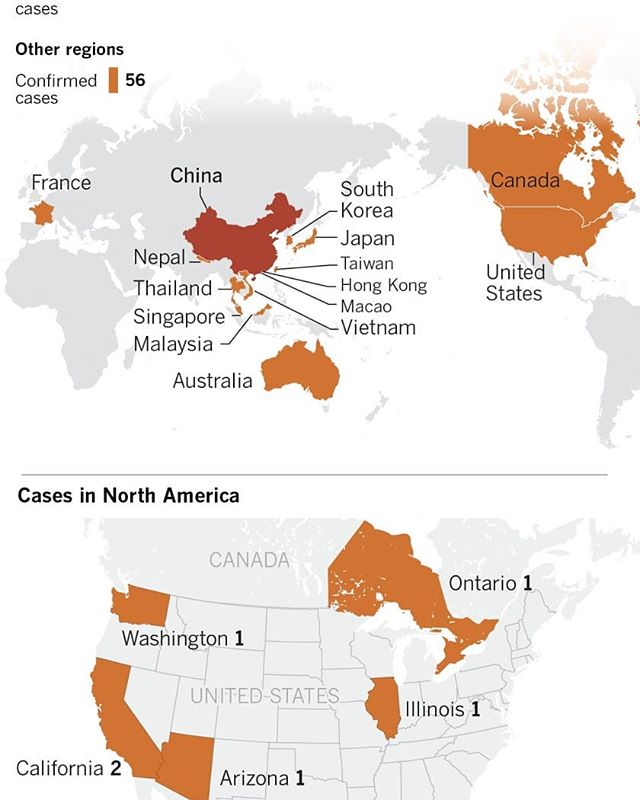 cases
Other regions
Confirmed 56
cases
France
China
South
Korea
Japan
Nepal
Taiwan
Thailand
Hong Kong
Singapore
Macao
Vietnam
Malaysia
Australia
Canada
United
States
Cases in North America
CANADA
Ontario 1
Washington 1
UNITED STATES
Illinois 1
California 2
Arizona 1